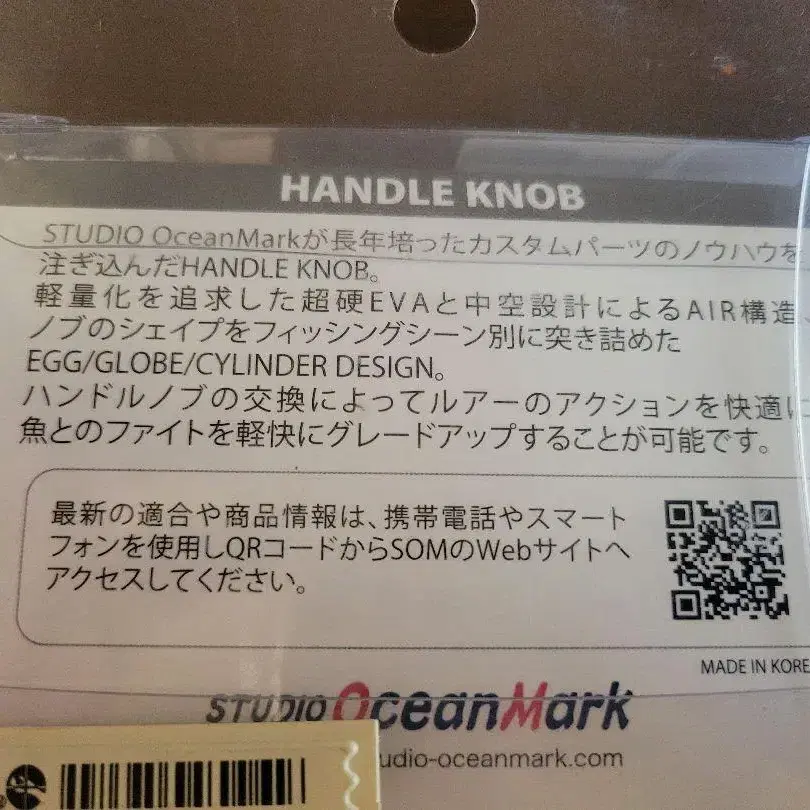 HANDLE KNOB
STUDIO OceanMarkが長年培ったカスタムパーツのノウハウを
注ぎ込んだHANDLE KNOB。
軽量化を追求した超硬EVAと中空設計によるAIR構造、
ノブのシェイプをフィッシングシーン別に突き詰めた
EGG/GLOBE/CYLINDER DESIGN。
ハンドルノブの交換によってルアーのアクションを快適に
魚とのファイトを軽快にグレードアップすることが可能です。
最新の適合や商品情報は、携帯電話やスマート
フォンを使用しQRコードからSOMのWebサイトへ
アクセスしてください。
MADE IN KORE
STUDIO OceanMark
udio-oceanmark.com